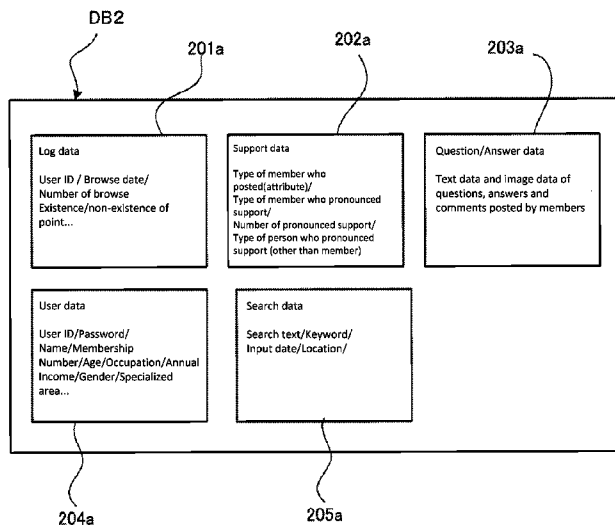 DB2
201a
202a
203a
Log data
User ID / Browse date/
Number of browse
Existence/non-existence of
point...
Support data
Type of member who
posted(attribute)/
Type of member who pronounced
support/
Number of pronounced support/
Type of person who pronounced
support (other than member)
Question/Answer data
Text data and image data of
questions, answers and
comments posted by members
User data
User ID/Password/
Name/Membership
Number/Age/Occupation/Annual
Income/Gender/Specialized
area...
Search data
Search text/Keyword/
Input date/Location/
204a
205a